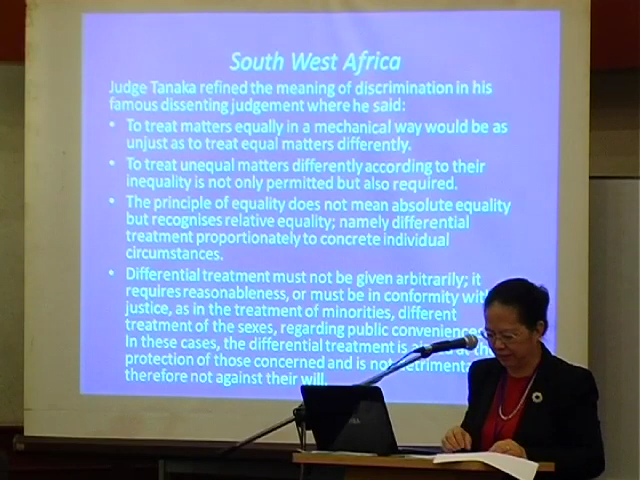 South West Africa
Judge Tanaka refined the meaning of discrimination in his
famous dissenting judgement where he said:
• To treat matters equally in a mechanical way would be as
unjust as to treat equal matters differently.
• To treat unequal matters differently according to their
inequality is not only permitted but also required.
• The principle of equality does not mean absolute equality
but recognises relative equality; namely differential
treatment proportionately to concrete individual
circumstances.
• Differential treatment must not be given arbitrarily; it
requires reasonableness, or must be in conformity with
justice, as in the treatment of minorities, different
treatment of the sexes, regarding public
In these cases, the differential treatment is
protection of those concerned and is not
therefore not against their will.